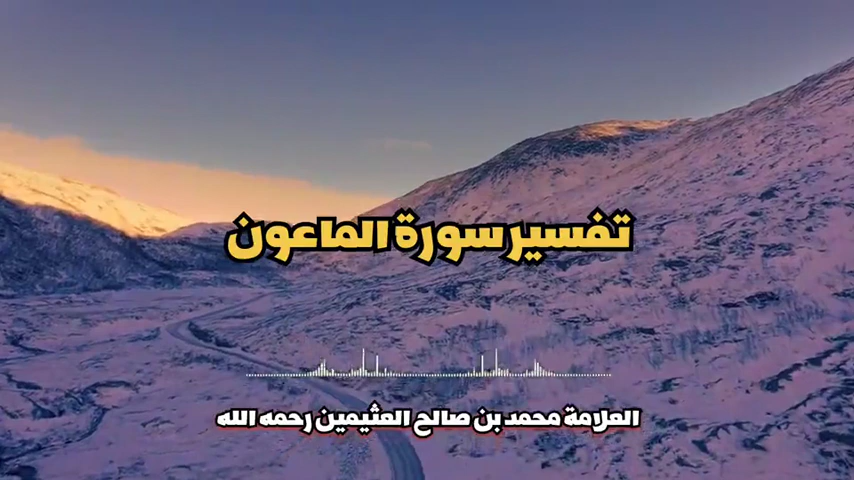 تفسير سورة الماعون
العلامة محمد بن صالح العثيمين رحمه الله